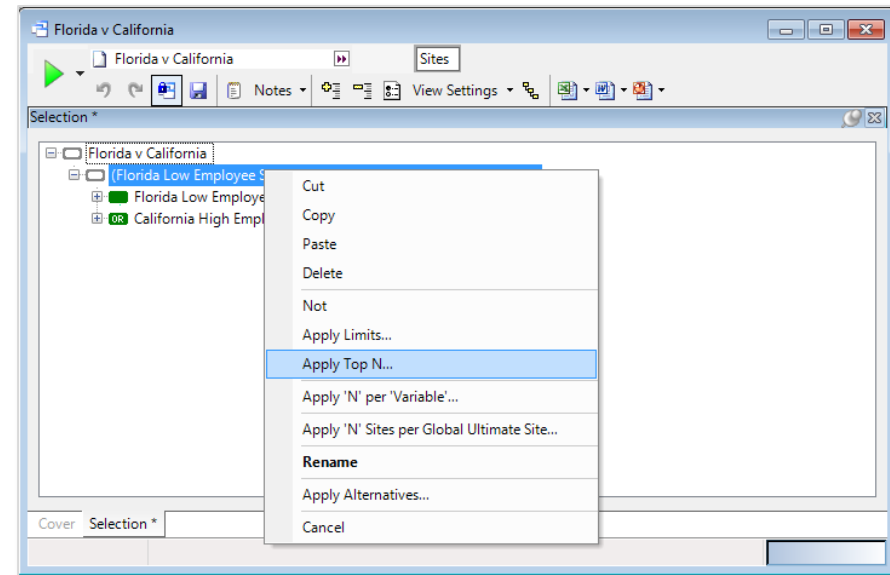 Florida v California
Florida v California
Sites
Notes
View Settings
Selection *
Florida v California
(Florida Low Employee
Florida Low Employe
OR California High Empl
Cut
Copy
Paste
Delete
Not
Apply Limits...
Apply Top N...
Apply 'N' per 'Variable'...
Apply 'N' Sites per Global Ultimate Site...
Rename
Apply Alternatives...
Cancel
Cover Selection *